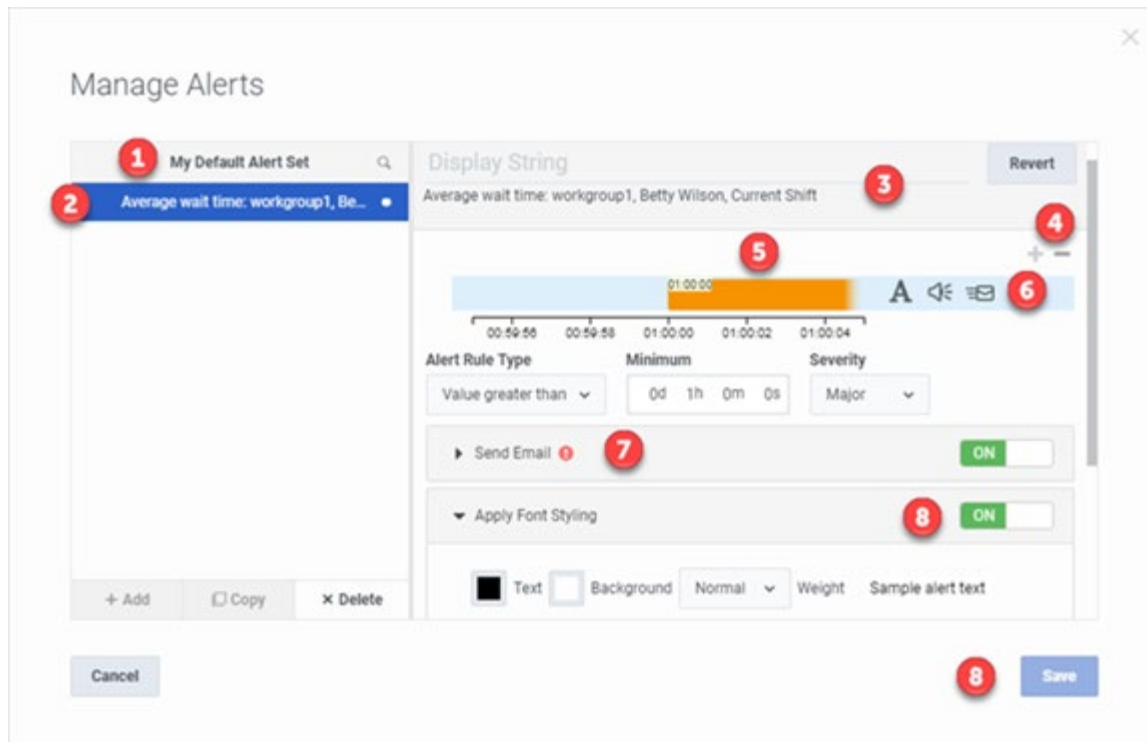 Manage Alerts
1 My Default Alert Set
Display String
Revert
2 Average wait time: workgroup1, Be...
Average wait time: workgroup1, Betty Wilson, Current Shift
3
4
5
01:00:00
A
6
00:59:56 00:59:58 01:00:00 01:00:02 01:00:04
Alert Rule Type Minimum Severity
Value greater than 0d 1h 0m 0s Major
Send Email 7 ON
Apply Font Styling 8 ON
Text Background Normal Weight Sample alert text
+ Add Copy × Delete
Cancel 8 Save